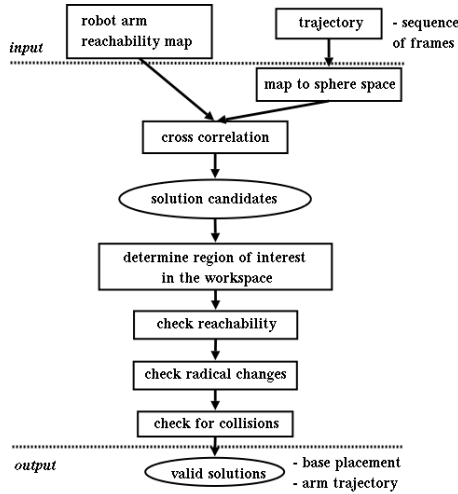 robot arm
reachability map
trajectory
- sequence
of frames
input
map to sphere space
cross correlation
solution candidates
determine region of interest
in the workspace
check reachability
check radical changes
check for collisions
output
valid solutions
- base placement
- arm trajectory